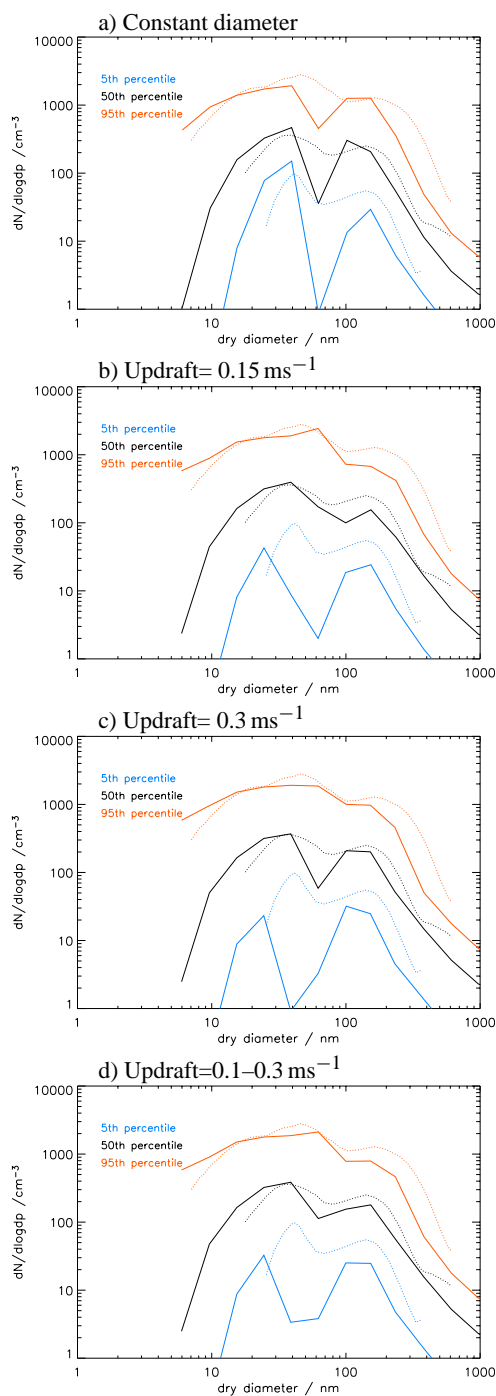 a) Constant diameter
10000
1000
100
10
1
dN/dlogdp /cm⁻³
5th percentile
50th percentile
95th percentile
1 10 100 1000
dry diameter / nm
b) Updraft= 0.15 ms⁻¹
10000
1000
100
10
1
dN/dlogdp /cm⁻³
5th percentile
50th percentile
95th percentile
1 10 100 1000
dry diameter / nm
c) Updraft= 0.3 ms⁻¹
10000
1000
100
10
1
dN/dlogdp /cm⁻³
5th percentile
50th percentile
95th percentile
1 10 100 1000
dry diameter / nm
d) Updraft=0.1–0.3 ms⁻¹
10000
1000
100
10
1
dN/dlogdp /cm⁻³
5th percentile
50th percentile
95th percentile
1 10 100 1000
dry diameter / nm